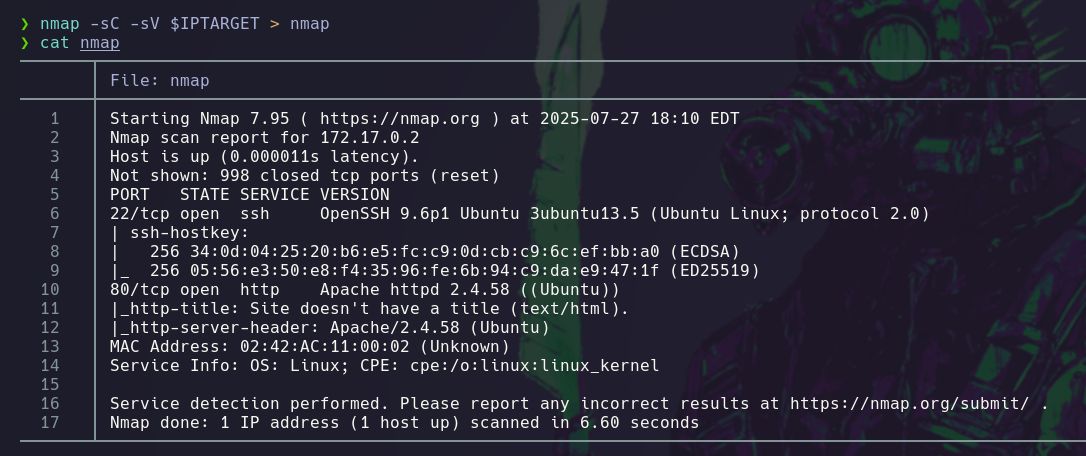 ❯ nmap -sC -sV $IPTARGET > nmap
❯ cat nmap
File: nmap
1 Starting Nmap 7.95 ( https://nmap.org ) at 2025-07-27 18:10 EDT
2 Nmap scan report for 172.17.0.2
3 Host is up (0.000011s latency).
4 Not shown: 998 closed tcp ports (reset)
5 PORT   STATE SERVICE VERSION
6 22/tcp open  ssh     OpenSSH 9.6p1 Ubuntu 3ubuntu13.5 (Ubuntu Linux; protocol 2.0)
7 | ssh-hostkey:
8 |   256 34:0d:04:25:20:b6:e5:fc:c9:0d:cb:c9:6c:ef:bb:a0 (ECDSA)
9 |_  256 05:56:e3:50:e8:f4:35:96:fe:6b:94:c9:da:e9:47:1f (ED25519)
10 80/tcp open  http    Apache httpd 2.4.58 ((Ubuntu))
11 |_http-title: Site doesn't have a title (text/html).
12 |_http-server-header: Apache/2.4.58 (Ubuntu)
13 MAC Address: 02:42:AC:11:00:02 (Unknown)
14 Service Info: OS: Linux; CPE: cpe:/o:linux:linux_kernel
15
16 Service detection performed. Please report any incorrect results at https://nmap.org/submit/ .
17 Nmap done: 1 IP address (1 host up) scanned in 6.60 seconds